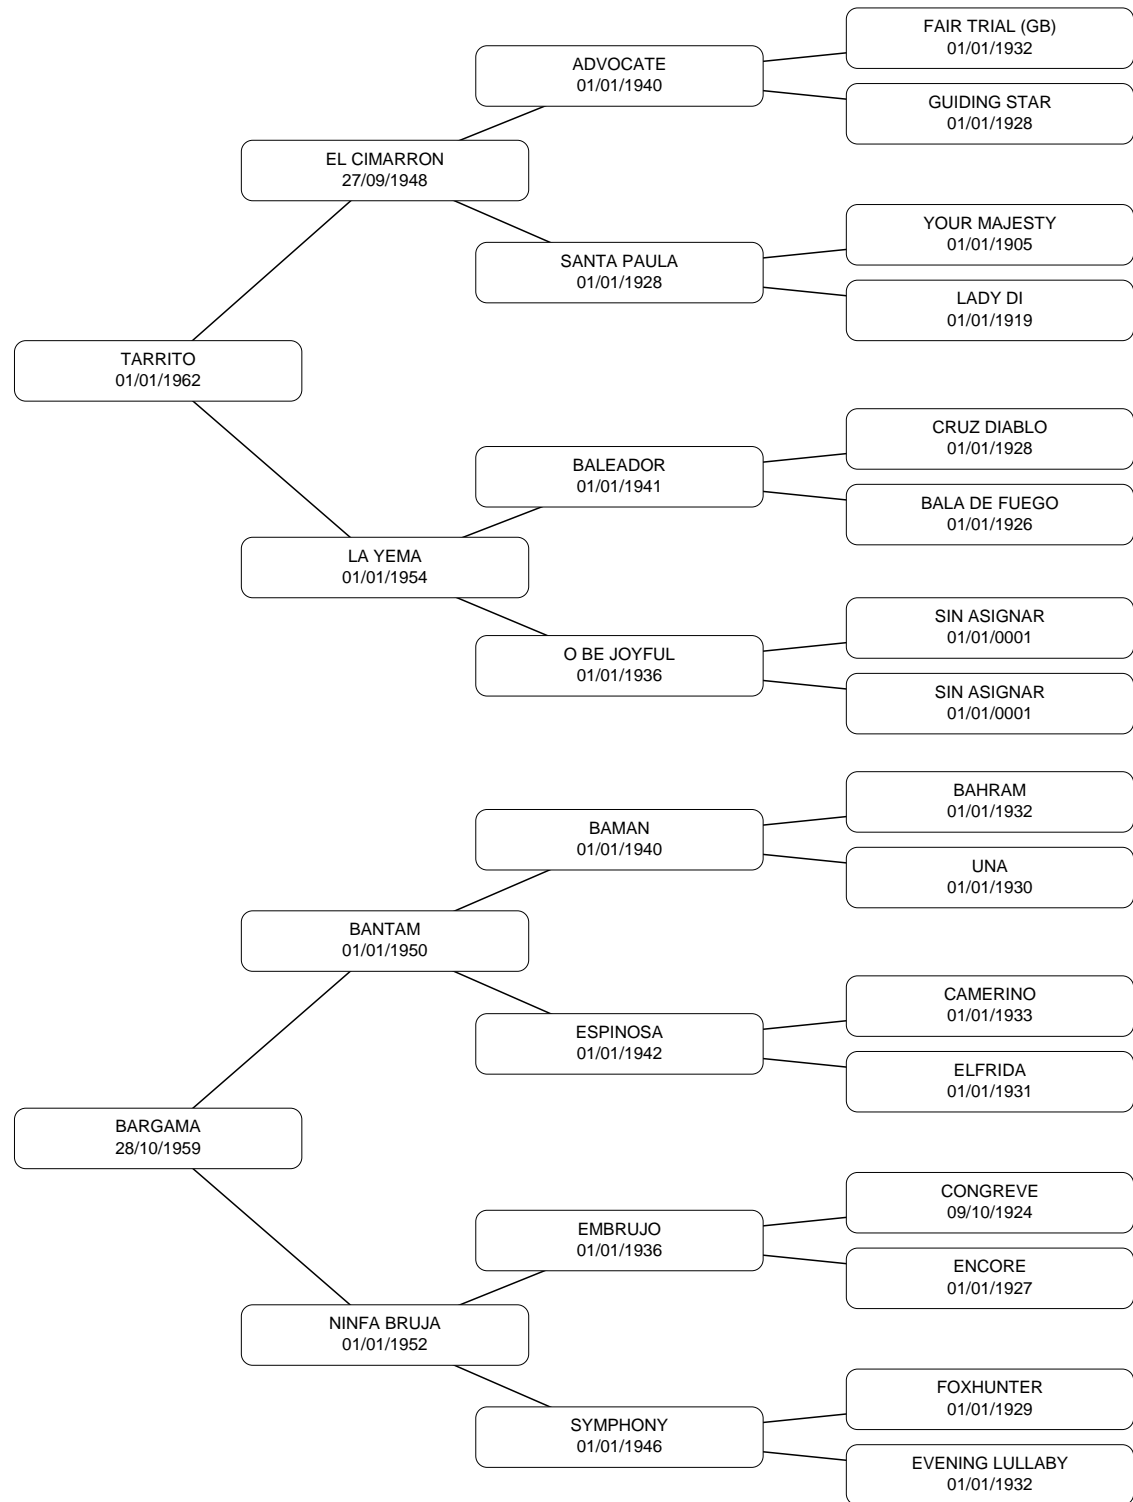 FAIR TRIAL (GB)
01/01/1932
ADVOCATE
01/01/1940
GUIDING STAR
01/01/1928
EL CIMARRON
27/09/1948
YOUR MAJESTY
01/01/1905
SANTA PAULA
01/01/1928
LADY DI
01/01/1919
TARRITO
01/01/1962
CRUZ DIABLO
01/01/1928
BALEADOR
01/01/1941
BALA DE FUEGO
01/01/1926
LA YEMA
01/01/1954
SIN ASIGNAR
01/01/0001
O BE JOYFUL
01/01/1936
SIN ASIGNAR
01/01/0001
BAHRAM
01/01/1932
BAMAN
01/01/1940
UNA
01/01/1930
BANTAM
01/01/1950
CAMERINO
01/01/1933
ESPINOSA
01/01/1942
ELFRIDA
01/01/1931
BARGAMA
28/10/1959
CONGREVE
09/10/1924
EMBRUJO
01/01/1936
ENCORE
01/01/1927
NINFA BRUJA
01/01/1952
FOXHUNTER
01/01/1929
SYMPHONY
01/01/1946
EVENING LULLABY
01/01/1932